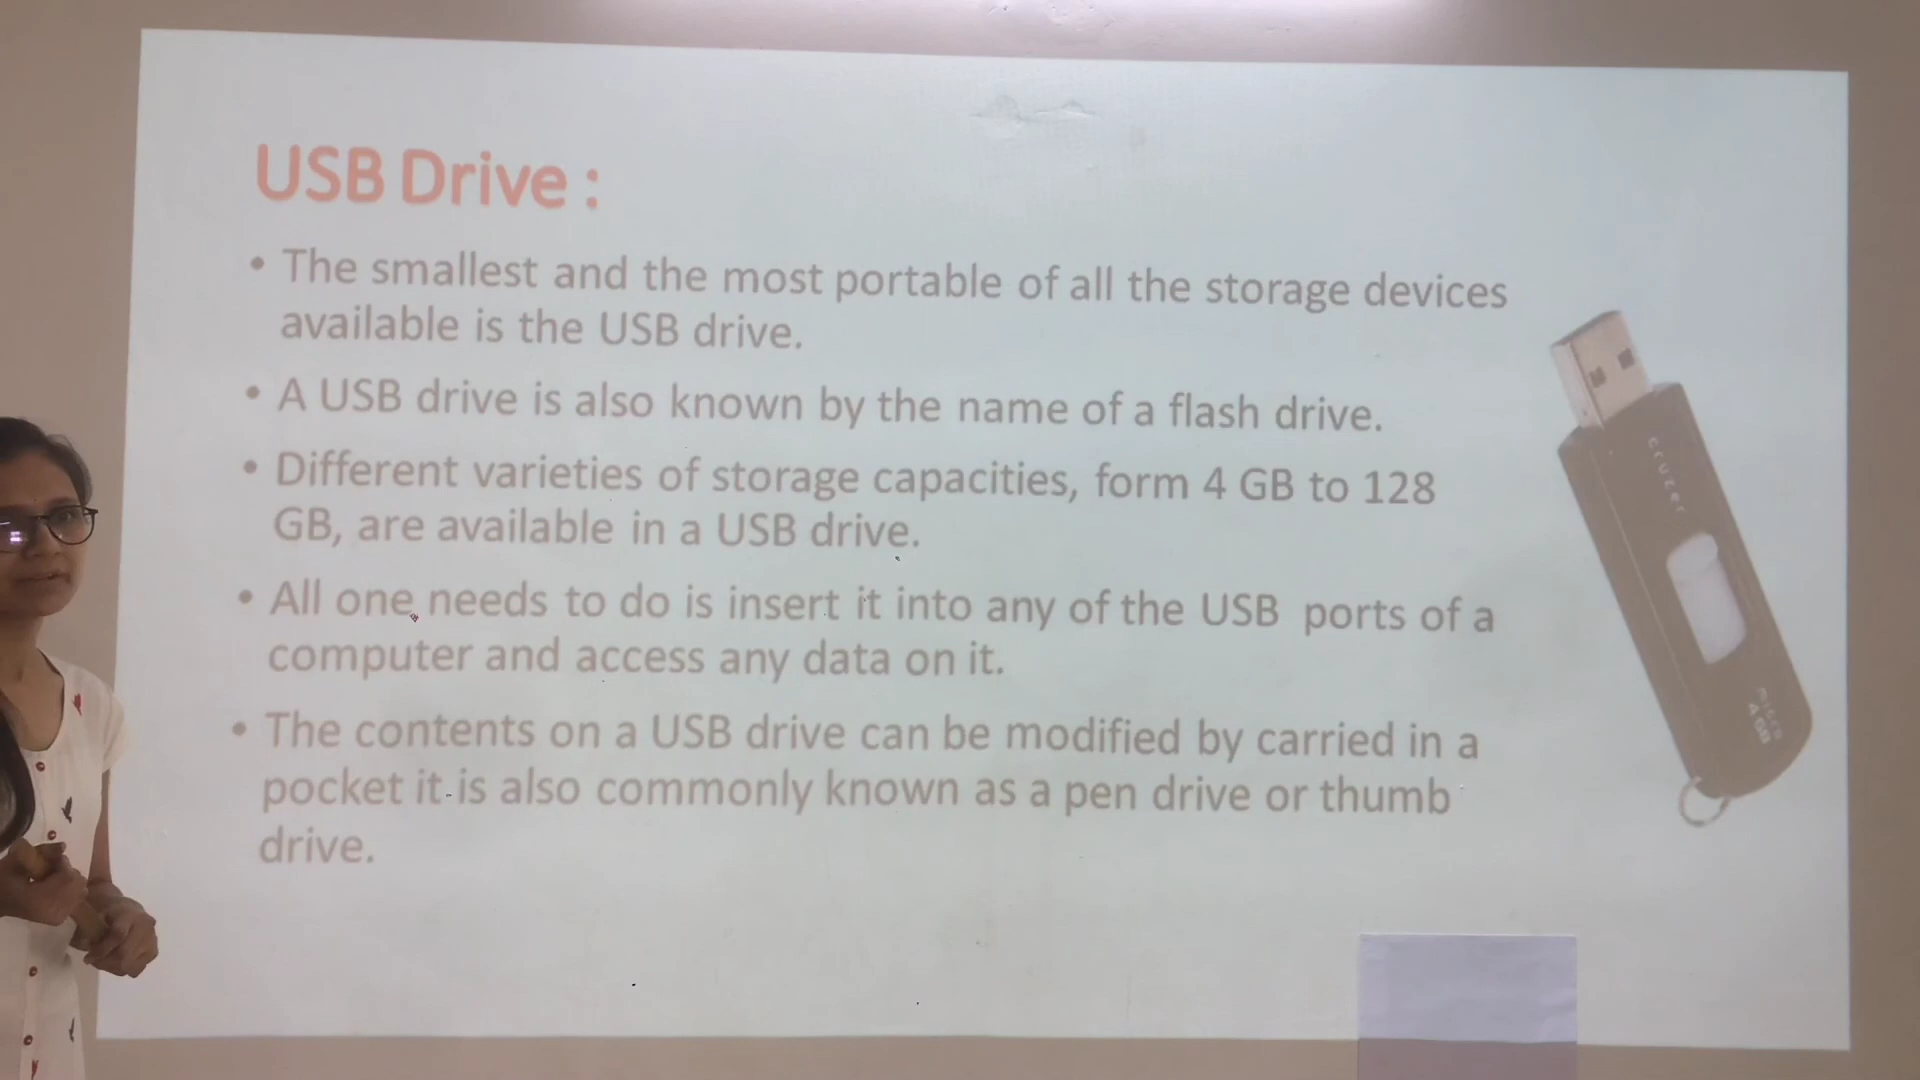 USB Drive :
• The smallest and the most portable of all the storage devices
available is the USB drive.
• A USB drive is also known by the name of a flash drive.
• Different varieties of storage capacities, form 4 GB to 128
GB, are available in a USB drive.
• All one needs to do is insert it into any of the USB ports of a
computer and access any data on it.
• The contents on a USB drive can be modified by carried in a
pocket it is also commonly known as a pen drive or thumb
drive.
cruzer
micro
4GB